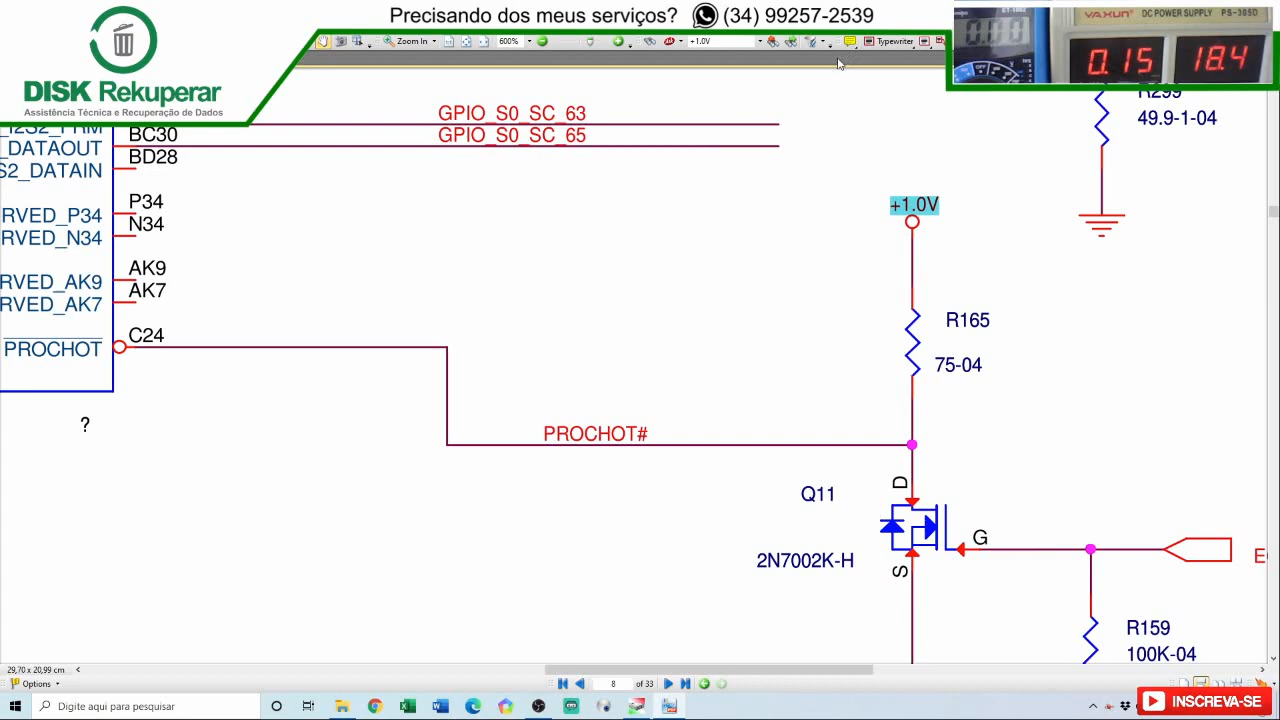 Precisando dos meus serviços? (34) 99257-2539
DISK Rekuperar
Assistência Técnica e Recuperação de Dados
Zoom In
600%
+1.0V
Typewriter
YAXUN DC POWER SUPPLY PS-305D
0.15 18.4
R299
49.9-1-04
GPIO_S0_SC_63
BC30
GPIO_S0_SC_65
_DATAOUT
BD28
S2_DATAIN
P34
RVED_P34
N34
RVED_N34
AK9
RVED_AK9
AK7
RVED_AK7
C24
PROCHOT
?
+1.0V
R165
75-04
PROCHOT#
D
Q11
G
2N7002K-H
S
R159
100K-04
29,70 x 20,99 cm
Options
8 of 33
Digite aqui para pesquisar
INSCREVA-SE